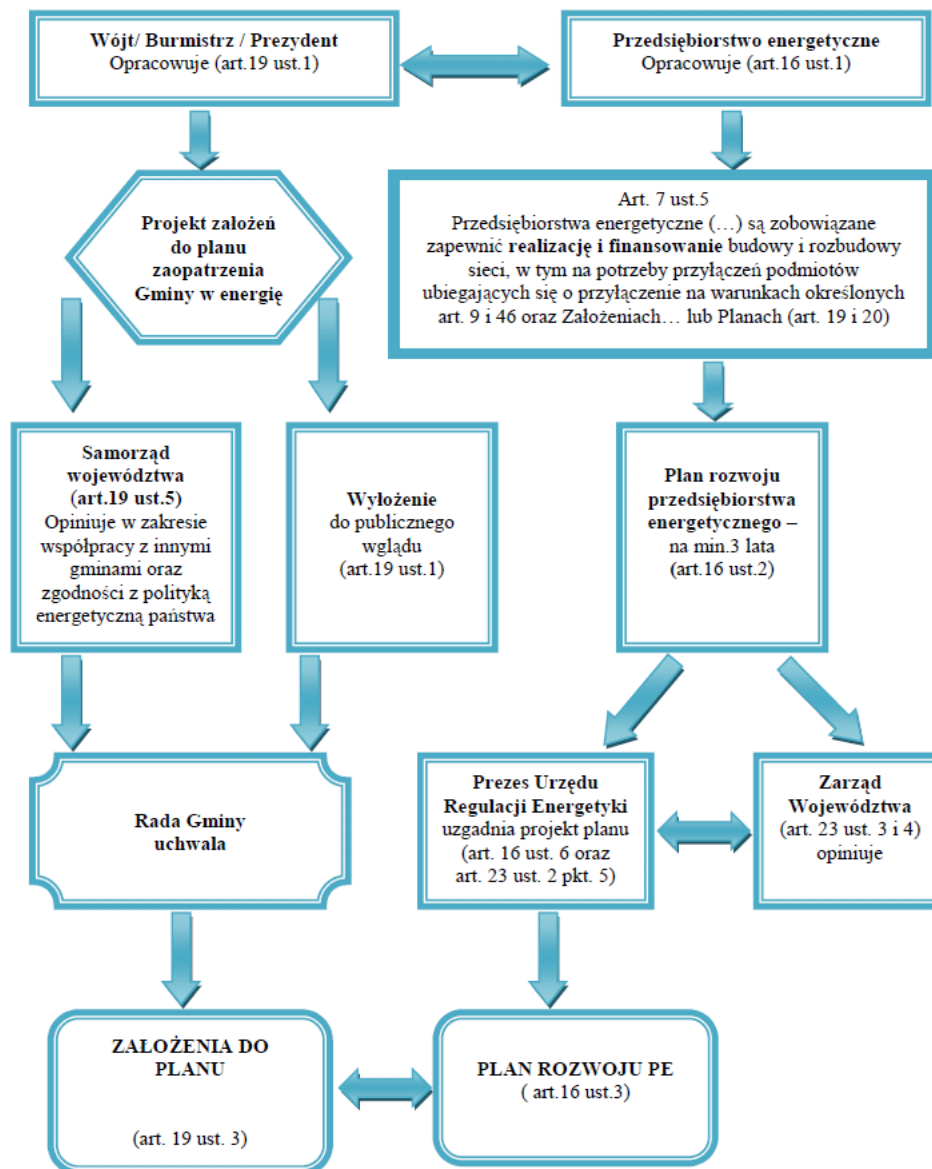 Wójt/ Burmistrz / Prezydent
Opracowuje (art.19 ust.1)
Przedsiębiorstwo energetyczne
Opracowuje (art.16 ust.1)
Projekt założeń
do planu
zaopatrzenia
Gminy w energię
Art. 7 ust.5
Przedsiębiorstwa energetyczne (…) są zobowiązane
zapewnić realizację i finansowanie budowy i rozbudowy
sieci, w tym na potrzeby przyłączeń podmiotów
ubiegających się o przyłączenie na warunkach określonych
art. 9 i 46 oraz Założeniach… lub Planach (art. 19 i 20)
Samorząd
województwa
(art.19 ust.5)
Opiniuje w zakresie
współpracy z innymi
gminami oraz
zgodności z polityką
energetyczną państwa
Wyłożenie
do publicznego
wglądu
(art.19 ust.1)
Plan rozwoju
przedsiębiorstwa
energetycznego –
na min.3 lata
(art.16 ust.2)
Rada Gminy
uchwala
Prezes Urzędu
Regulacji Energetyki
uzgadnia projekt planu
(art. 16 ust. 6 oraz
art. 23 ust. 2 pkt. 5)
Zarząd
Województwa
(art. 23 ust. 3 i 4)
opiniuje
ZAŁOŻENIA DO
PLANU
(art. 19 ust. 3)
PLAN ROZWOJU PE
( art.16 ust.3)